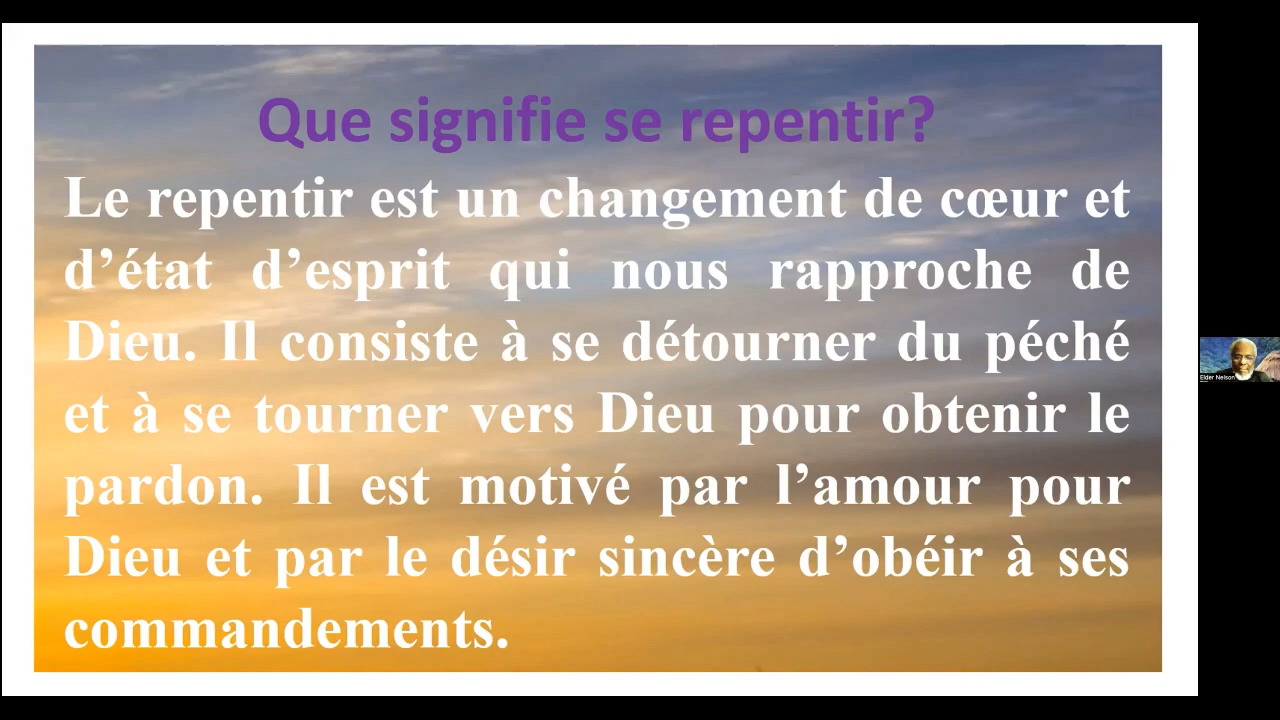 Que signifie se repentir?
Le repentir est un changement de cœur et
d’état d’esprit qui nous rapproche de
Dieu. Il consiste à se détourner du péché
et à se tourner vers Dieu pour obtenir le
pardon. Il est motivé par l’amour pour
Dieu et par le désir sincère d’obéir à ses
commandements.
Elder Nelson